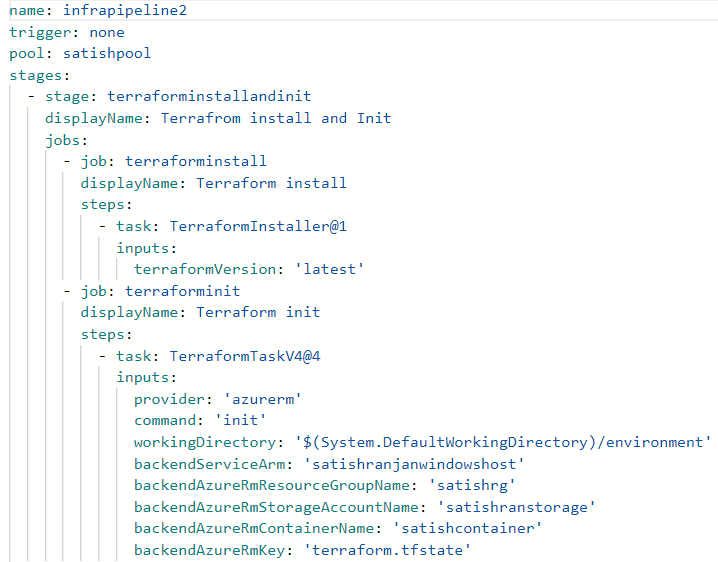 name: infrapipeline2
trigger: none
pool: satishpool
stages:
  - stage: terraforminstallandinit
    displayName: Terrafrom install and Init
    jobs:
      - job: terraforminstall
        displayName: Terraform install
        steps:
          - task: TerraformInstaller@1
            inputs:
              terraformVersion: 'latest'
      - job: terraforminit
        displayName: Terraform init
        steps:
          - task: TerraformTaskV4@4
            inputs:
              provider: 'azurerm'
              command: 'init'
              workingDirectory: '$(System.DefaultWorkingDirectory)/environment'
              backendServiceArm: 'satishranjanwindowshost'
              backendAzureRmResourceGroupName: 'satishrg'
              backendAzureRmStorageAccountName: 'satishranstorage'
              backendAzureRmContainerName: 'satishcontainer'
              backendAzureRmKey: 'terraform.tfstate'